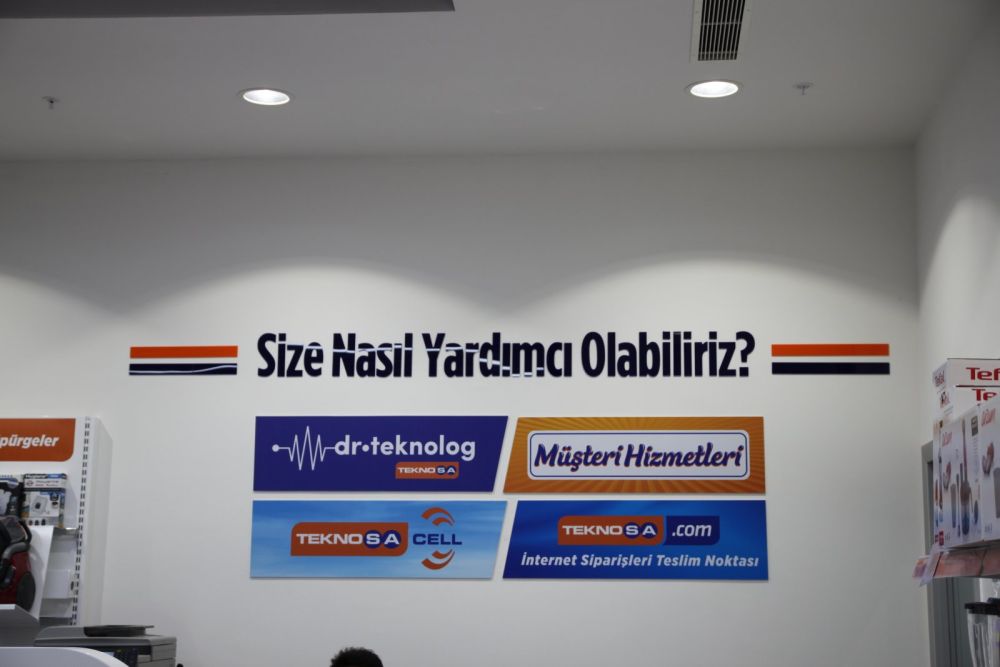 Size Nasıl Yardımcı Olabiliriz?
dr•teknolog
TEKNOSA
Müşteri Hizmetleri
TEKNOSA CELL
TEKNOSA .com
İnternet Siparişleri Teslim Noktası
pürgeler
Tef
Te